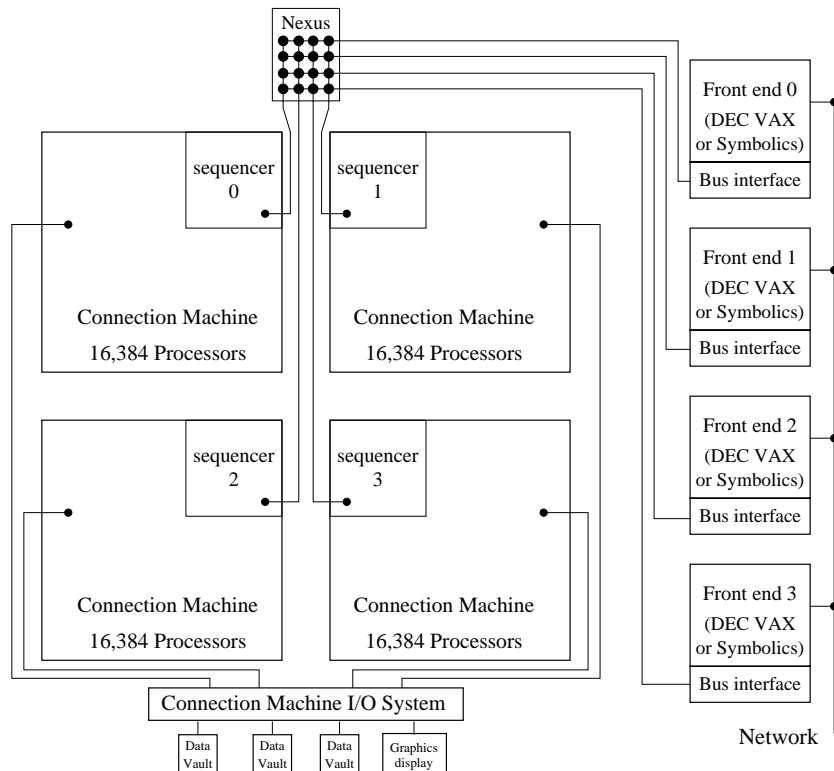 Nexus
sequencer
0
sequencer
1
Connection Machine
16,384 Processors
Connection Machine
16,384 Processors
sequencer
2
sequencer
3
Connection Machine
16,384 Processors
Connection Machine
16,384 Processors
Front end 0
(DEC VAX
or Symbolics)
Bus interface
Front end 1
(DEC VAX
or Symbolics)
Bus interface
Front end 2
(DEC VAX
or Symbolics)
Bus interface
Front end 3
(DEC VAX
or Symbolics)
Bus interface
Network
Connection Machine I/O System
Data
Vault
Data
Vault
Data
Vault
Graphics
display